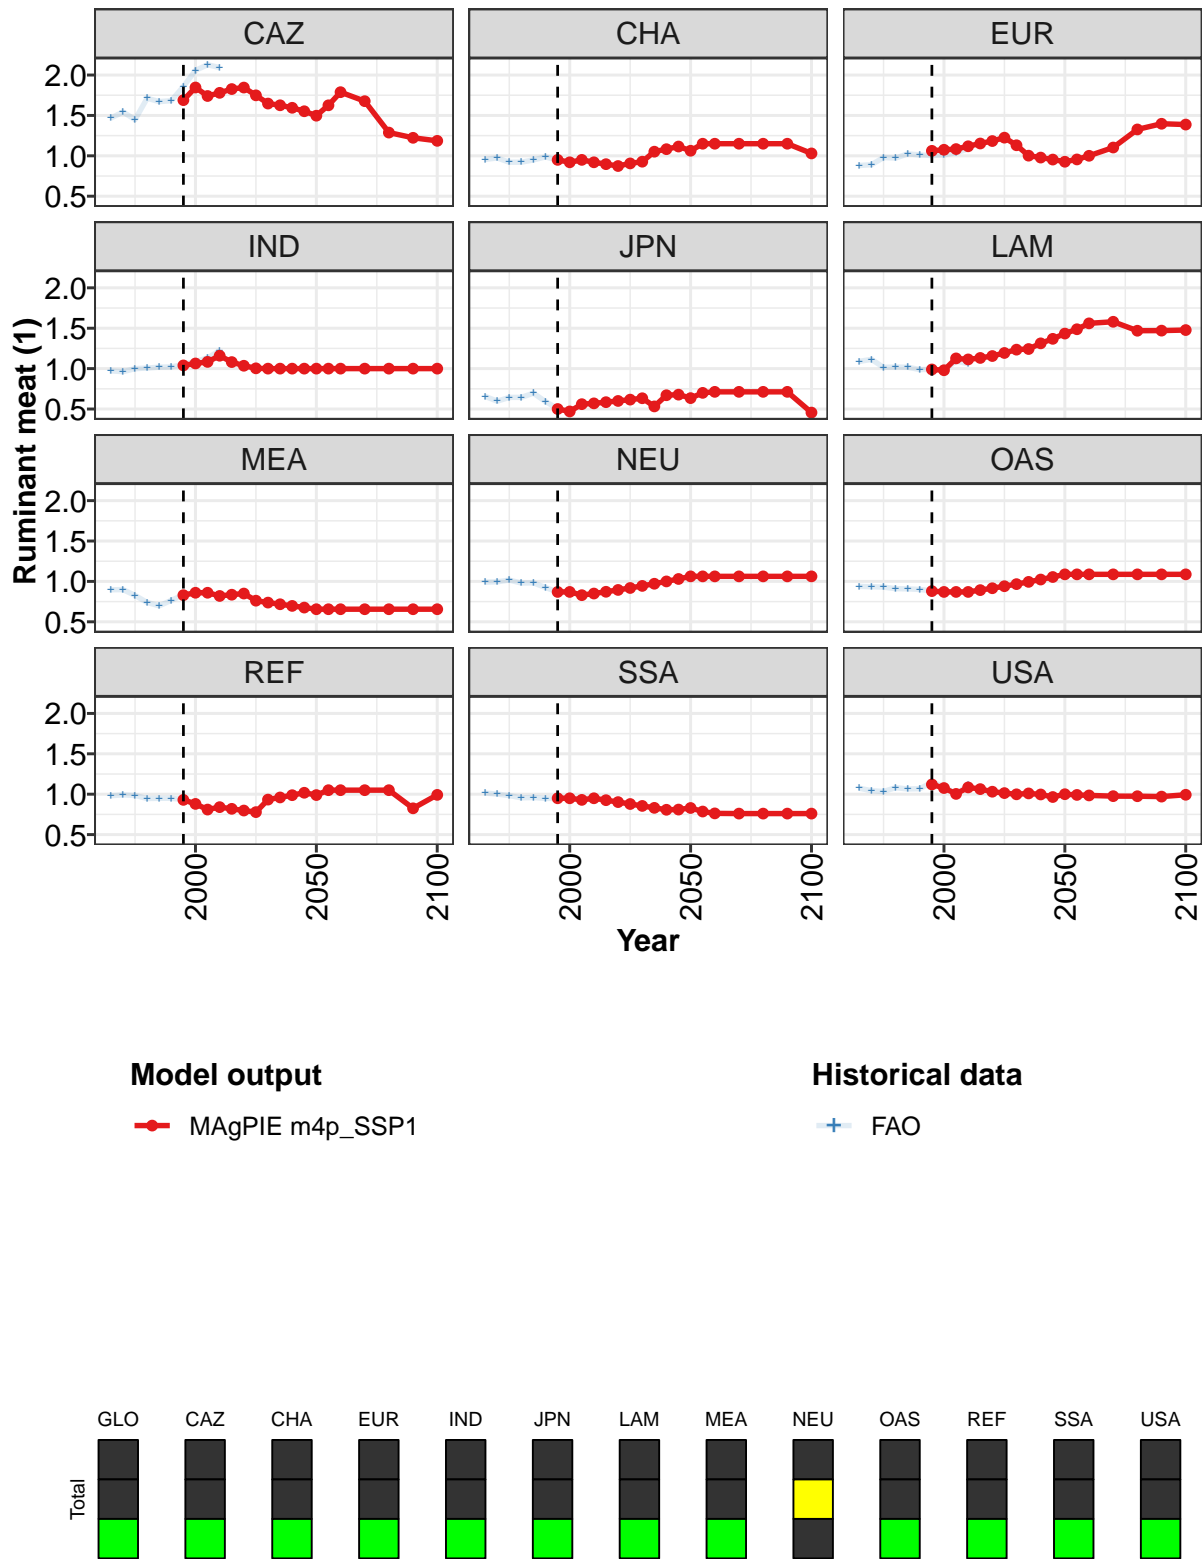 CAZ CHA EUR
2.0
1.5
1.0
0.5
IND JPN LAM
2.0
1.5
1.0
0.5
MEA NEU OAS
2.0
1.5
1.0
0.5
REF SSA USA
2.0
1.5
1.0
0.5
Ruminant meat (1)
2000 2050 2100 2000 2050 2100 2000 2050 2100
Year
Model output Historical data
MAgPIE m4p_SSP1 FAO
GLO CAZ CHA EUR IND JPN LAM MEA NEU OAS REF SSA USA
Total